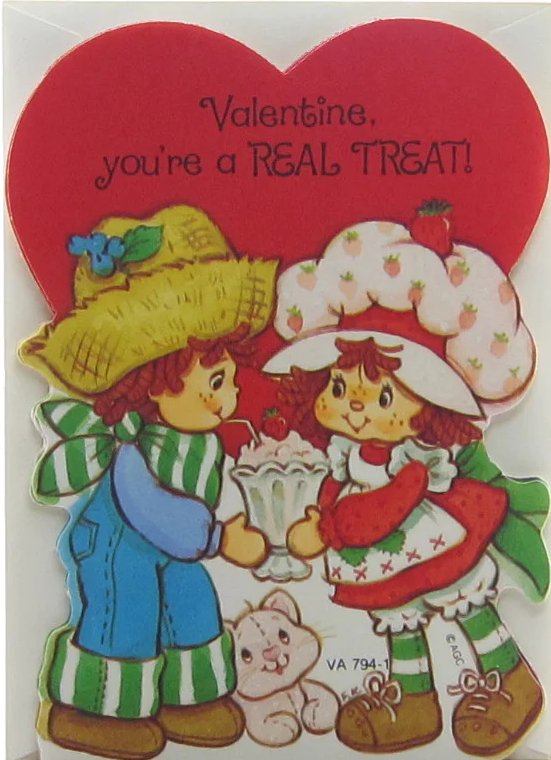 Valentine,
you're a REAL TREAT!
VA 794-1
©AGC